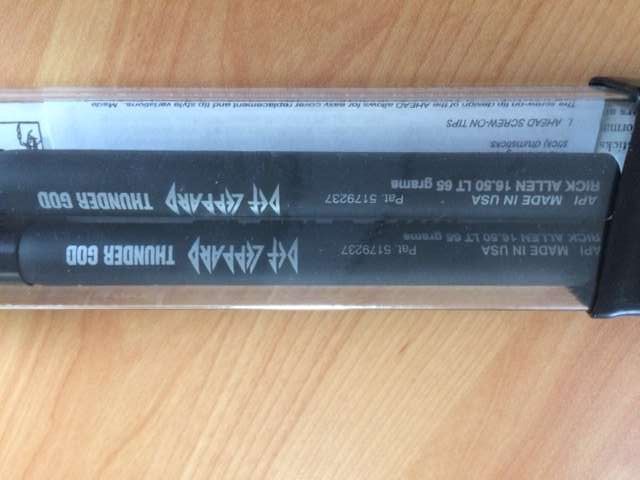 API MADE IN USA Pat. 5179237 DEF LEPPARD THUNDER GOD
RICK ALLEN 16.50 LT 65 grams
API MADE IN USA Pat. 5179237 DEF LEPPARD THUNDER GOD
RICK ALLEN 16.50 LT 65 grams
sticky drumsticks
1. AHEAD SCREW-ON TIPS
The screw-on tip design of the AHEAD allows for easy cover replacement and tip style variations. Made